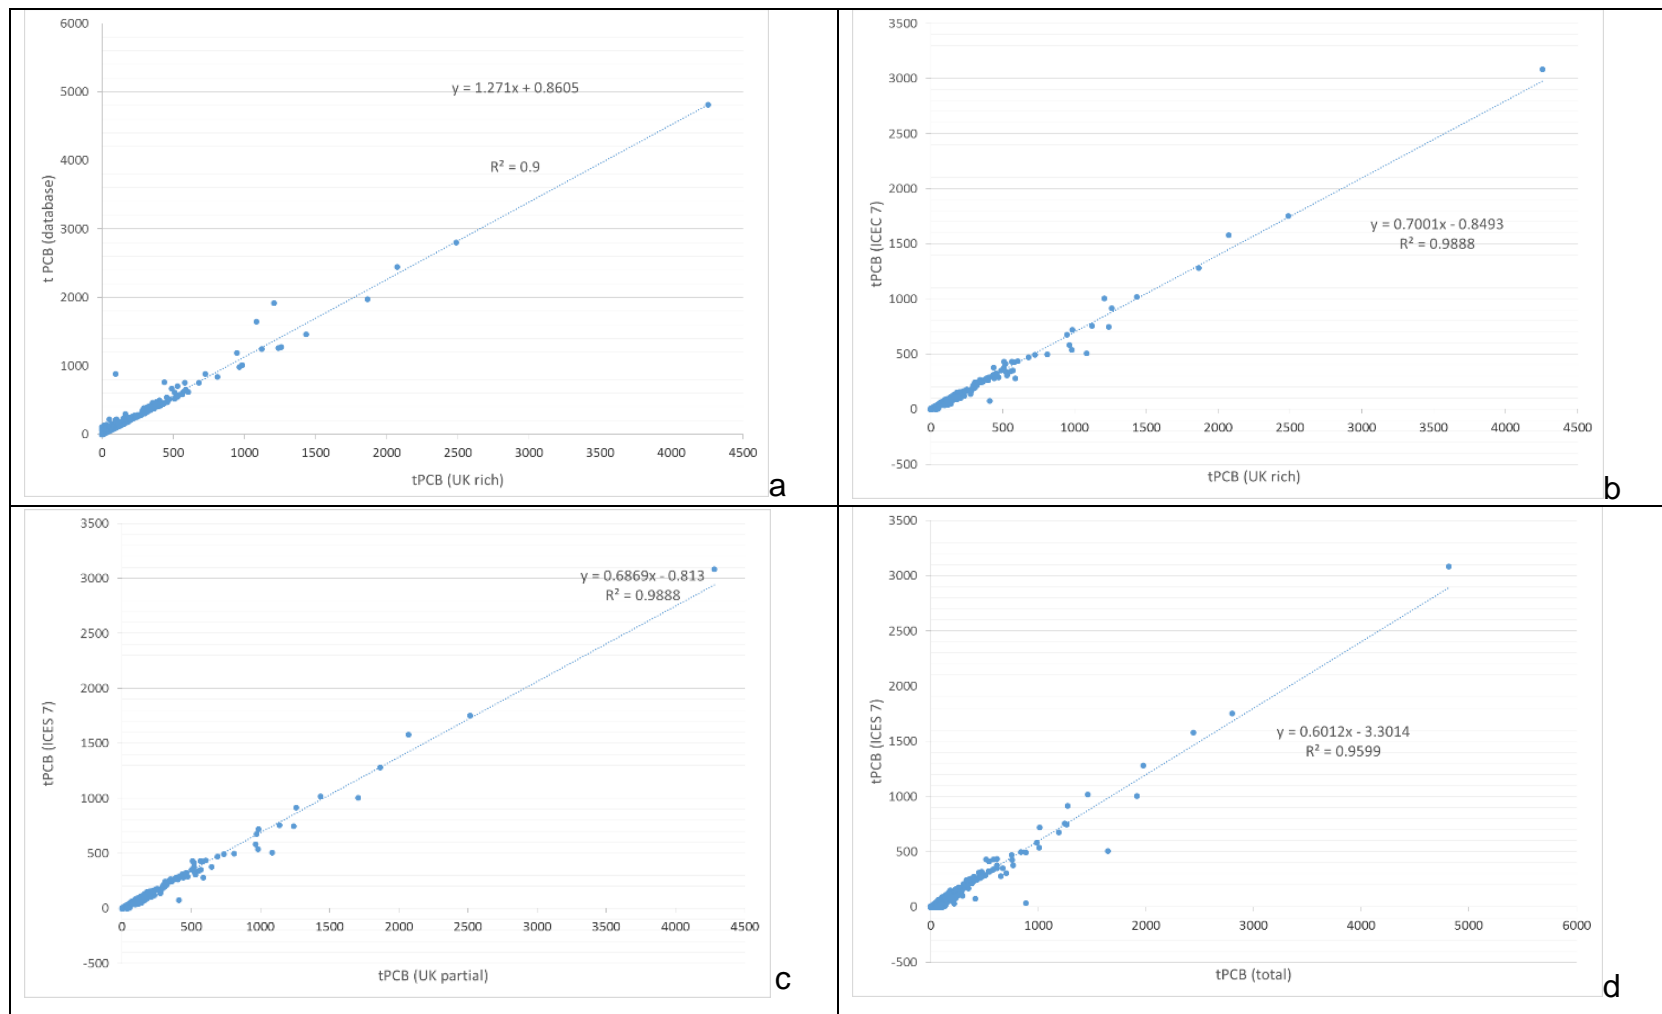 6000
5000
4000
3000
2000
1000
0
0 500 1000 1500 2000 2500 3000 3500 4000 4500
t PCB (database)
tPCB (UK rich)
y = 1.271x + 0.8605
R² = 0.9
a
3500
3000
2500
2000
1500
1000
500
0
-500
0 500 1000 1500 2000 2500 3000 3500 4000 4500
tPCB (ICEC 7)
tPCB (UK rich)
y = 0.7001x - 0.8493
R² = 0.9888
b
3500
3000
2500
2000
1500
1000
500
0
-500
0 500 1000 1500 2000 2500 3000 3500 4000 4500
tPCB (ICES 7)
tPCB (UK partial)
y = 0.6869x - 0.813
R² = 0.9888
c
3500
3000
2500
2000
1500
1000
500
0
-500
0 1000 2000 3000 4000 5000 6000
tPCB (ICES 7)
tPCB (total)
y = 0.6012x - 3.3014
R² = 0.9599
d